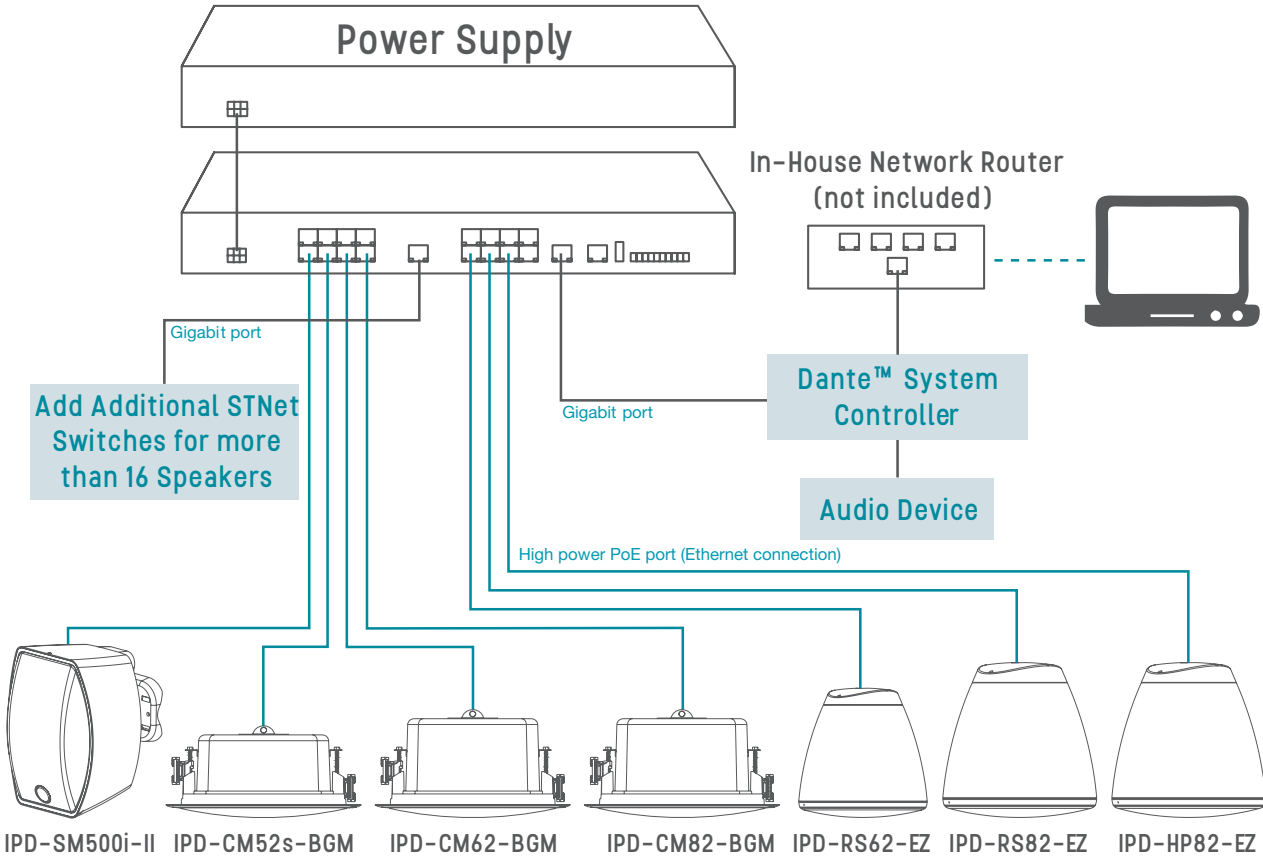 Power Supply
In-House Network Router
(not included)
Gigabit port
Add Additional STNet
Switches for more
than 16 Speakers
Dante™ System
Controller
Gigabit port
Audio Device
High power PoE port (Ethernet connection)
IPD-SM500i-II IPD-CM52s-BGM IPD-CM62-BGM IPD-CM82-BGM IPD-RS62-EZ IPD-RS82-EZ IPD-HP82-EZ